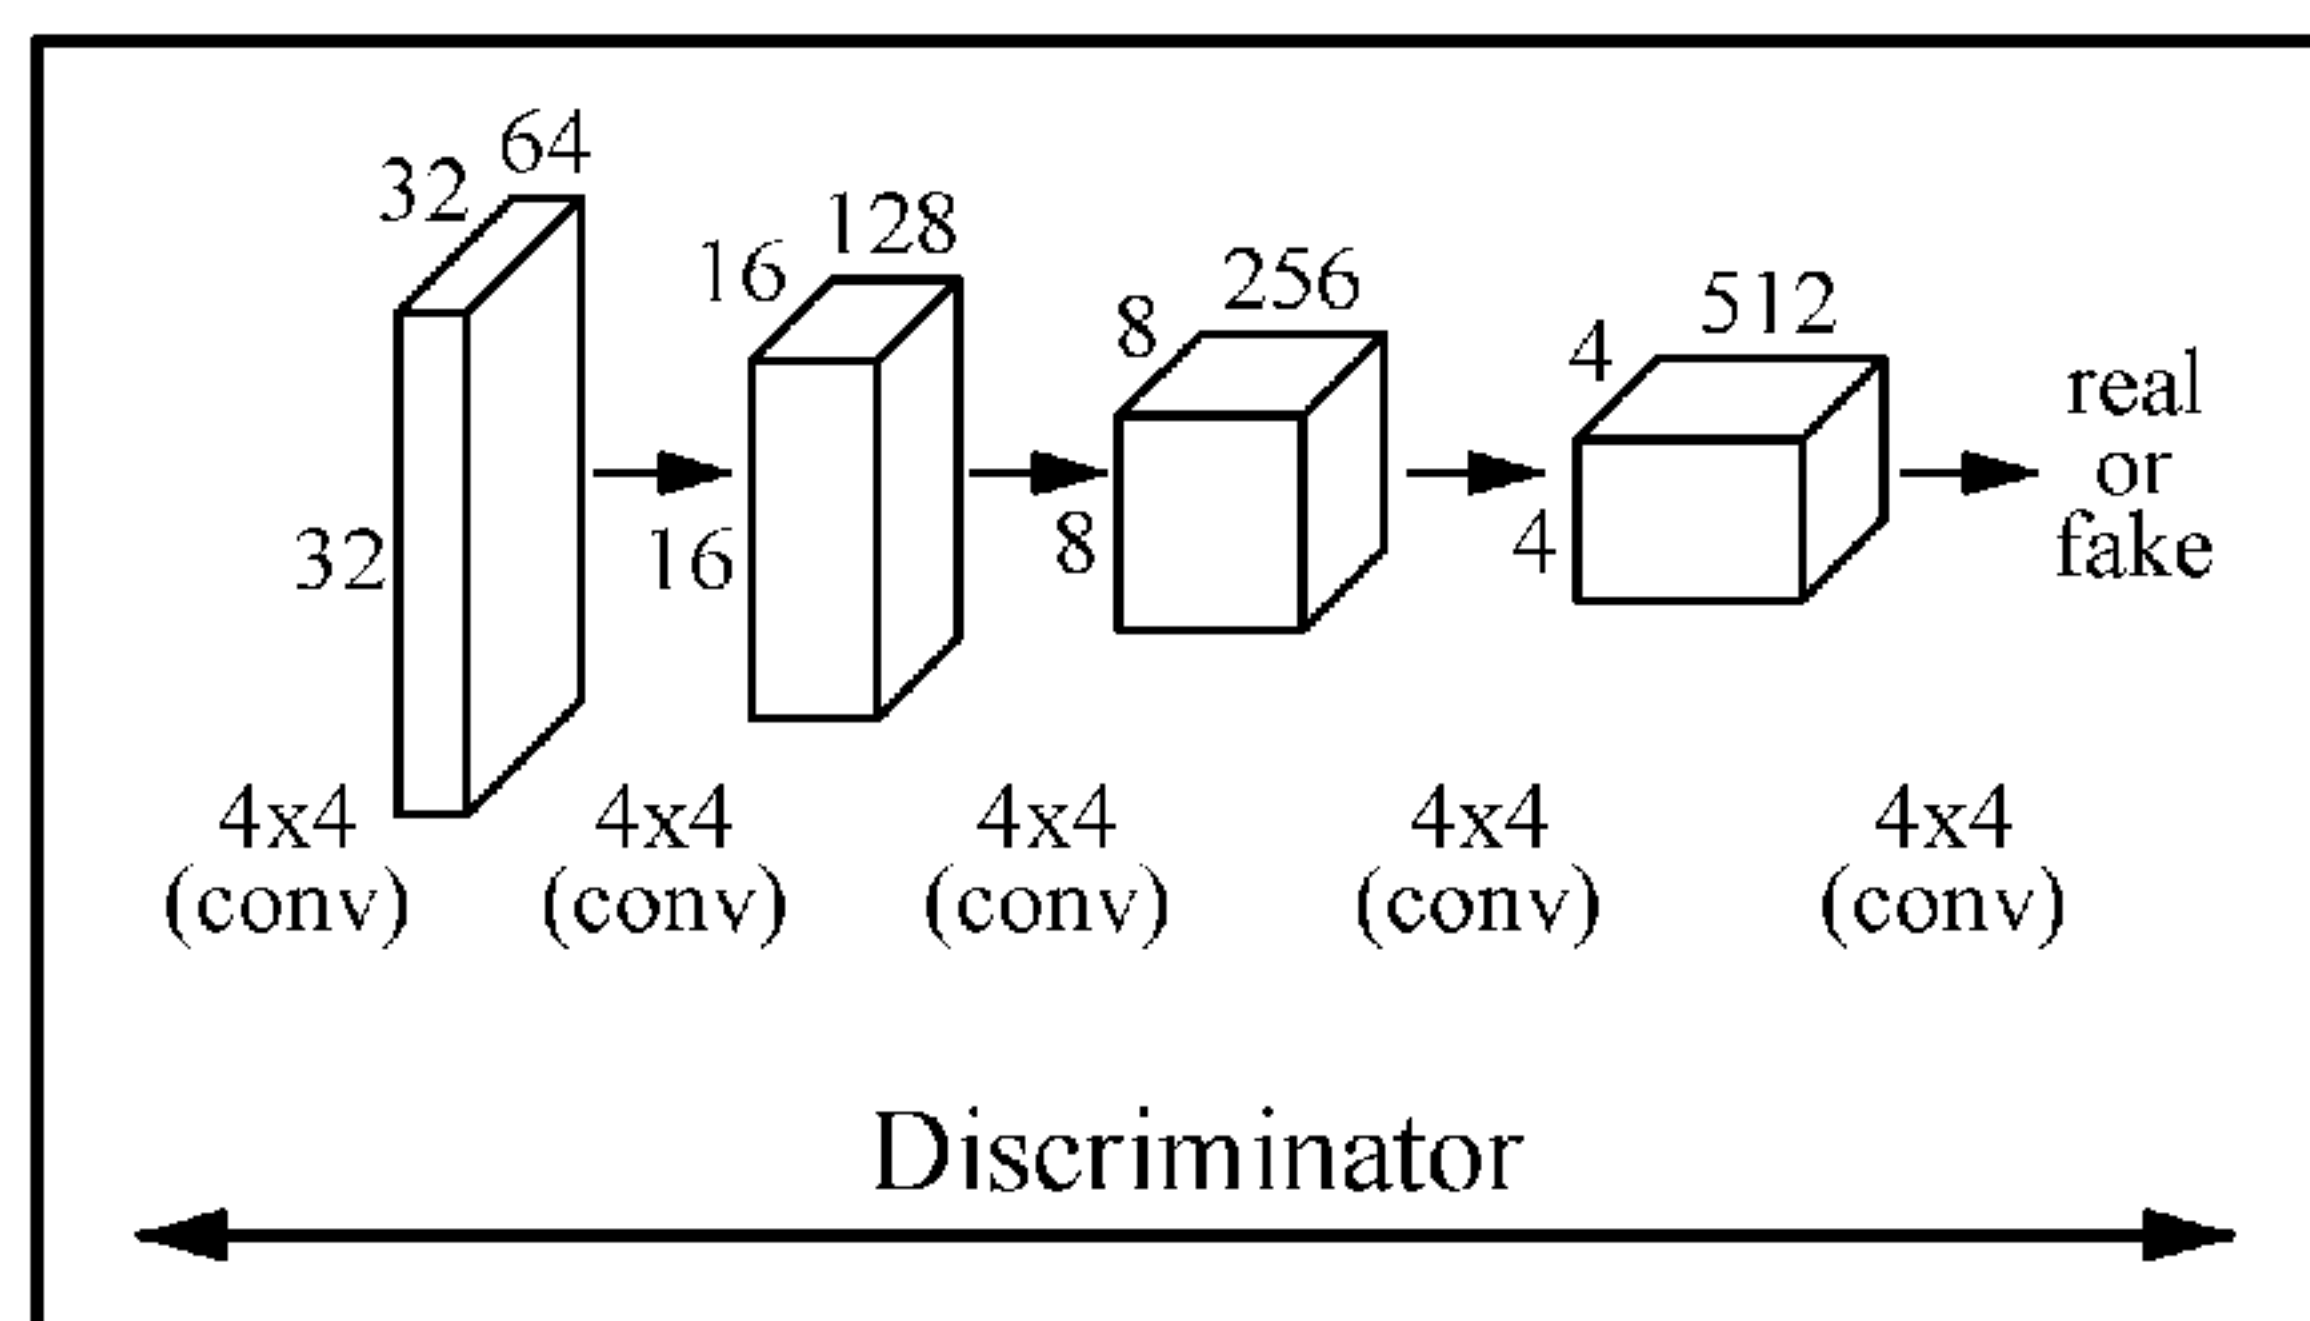 32 64
32
16 128
16
8 256
8
4 512
4
real
or
fake
4x4 4x4 4x4 4x4 4x4
(conv) (conv) (conv) (conv) (conv)
Discriminator